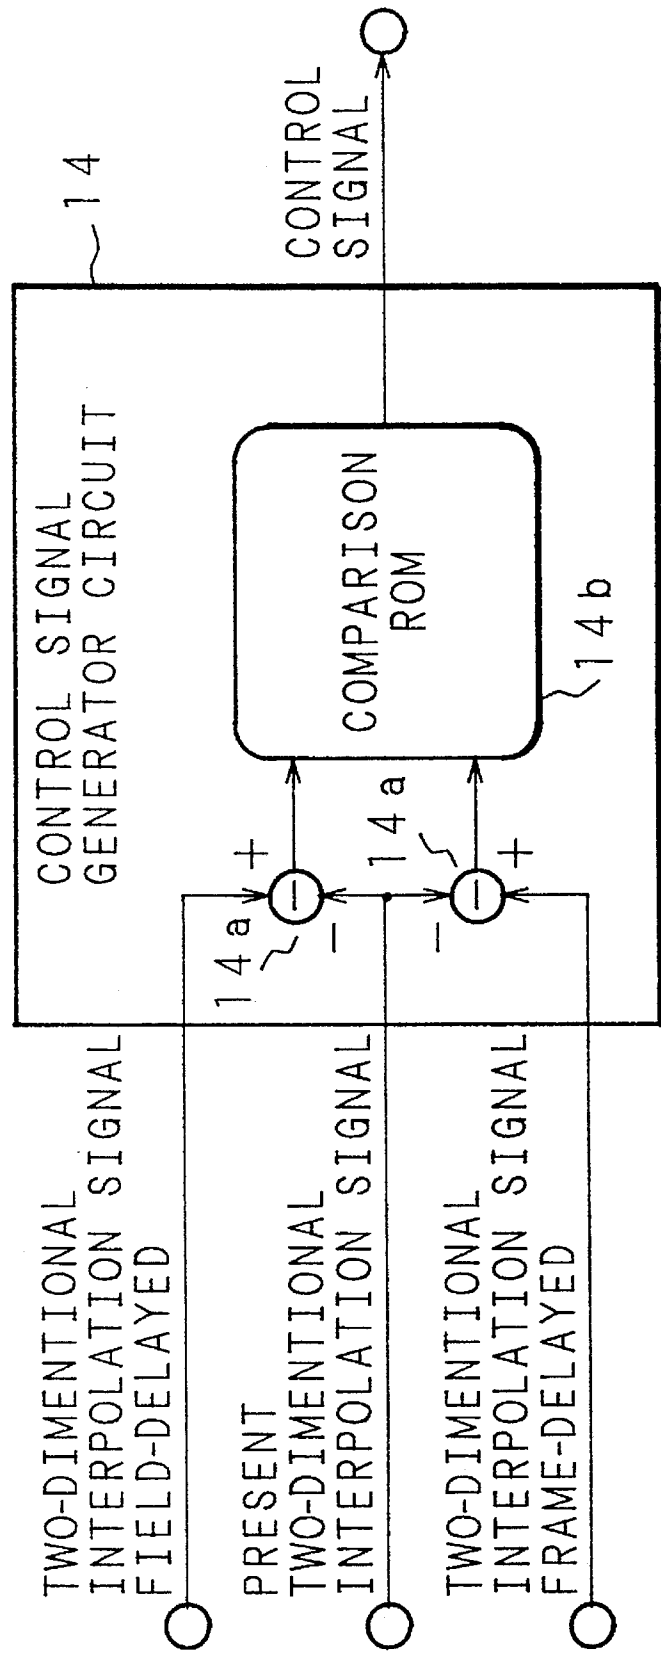 TWO-DIMENTIONAL
INTERPOLATION SIGNAL
FIELD-DELAYED
PRESENT
TWO-DIMENTIONAL
INTERPOLATION SIGNAL
TWO-DIMENTIONAL
INTERPOLATION SIGNAL
FRAME-DELAYED
CONTROL SIGNAL
GENERATOR CIRCUIT
14a
+
−
−
14a
−
−
+
COMPARISON
ROM
14b
14
CONTROL
SIGNAL